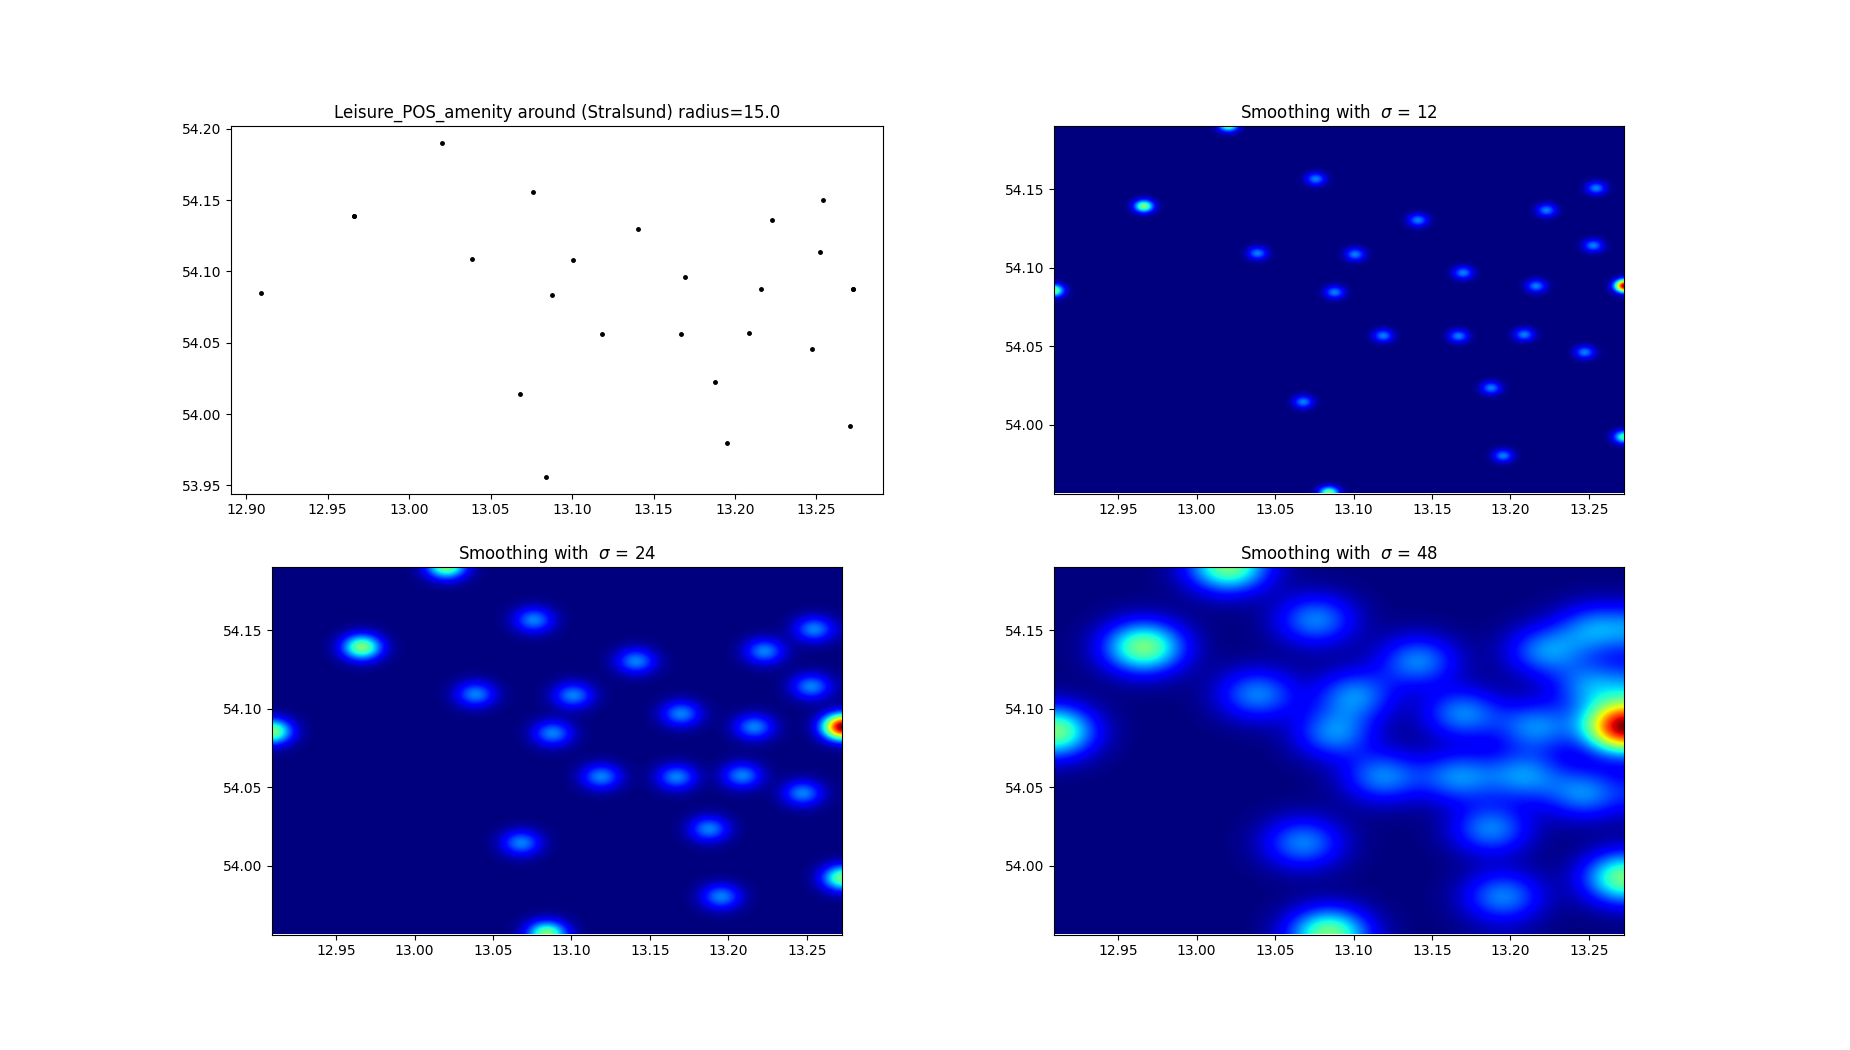 Leisure_POS_amenity around (Stralsund) radius=15.0
54.20
54.15
54.10
54.05
54.00
53.95
12.90 12.95 13.00 13.05 13.10 13.15 13.20 13.25
Smoothing with σ = 12
54.15
54.10
54.05
54.00
12.95 13.00 13.05 13.10 13.15 13.20 13.25
Smoothing with σ = 24
54.15
54.10
54.05
54.00
12.95 13.00 13.05 13.10 13.15 13.20 13.25
Smoothing with σ = 48
54.15
54.10
54.05
54.00
12.95 13.00 13.05 13.10 13.15 13.20 13.25